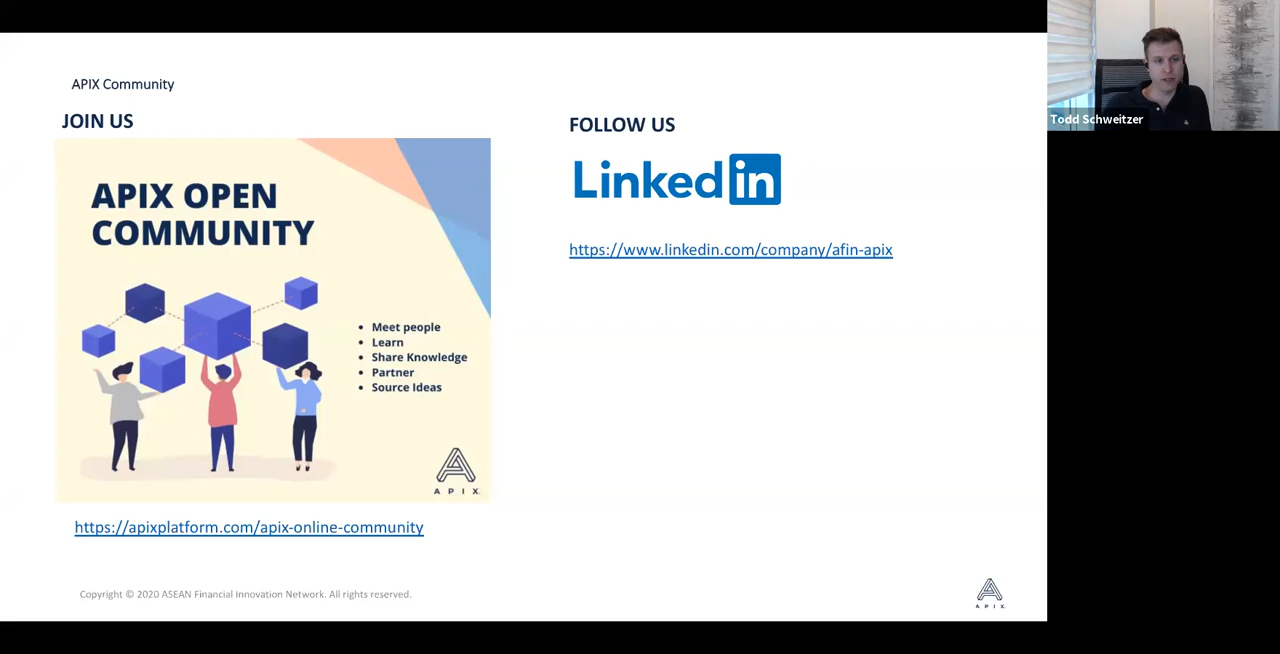 APIX Community
JOIN US
APIX OPEN
COMMUNITY
• Meet people
• Learn
• Share Knowledge
• Partner
• Source Ideas
APIX
https://apixplatform.com/apix-online-community
FOLLOW US
Linked in
https://www.linkedin.com/company/afin-apix
Copyright © 2020 ASEAN Financial Innovation Network. All rights reserved.
APIX
Todd Schweitzer